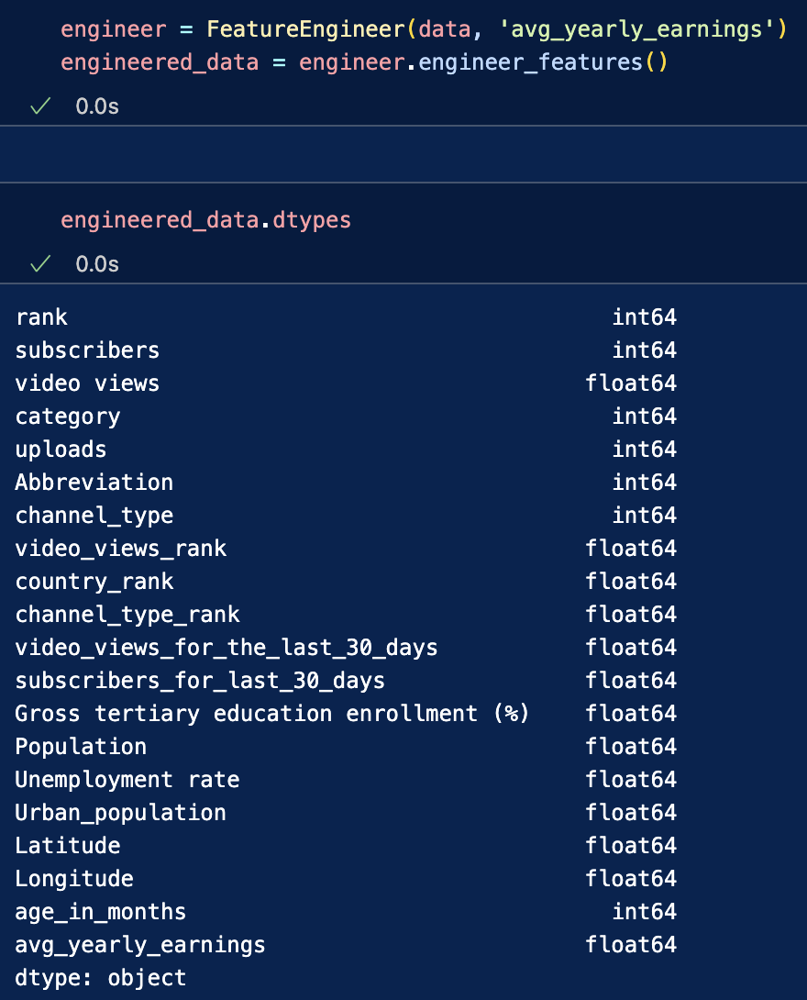 engineer = FeatureEngineer(data, 'avg_yearly_earnings')
engineered_data = engineer.engineer_features()
✓ 0.0s
engineered_data.dtypes
✓ 0.0s
rank int64
subscribers int64
video views float64
category int64
uploads int64
Abbreviation int64
channel_type int64
video_views_rank float64
country_rank float64
channel_type_rank float64
video_views_for_the_last_30_days float64
subscribers_for_last_30_days float64
Gross tertiary education enrollment (%) float64
Population float64
Unemployment rate float64
Urban_population float64
Latitude float64
Longitude float64
age_in_months int64
avg_yearly_earnings float64
dtype: object